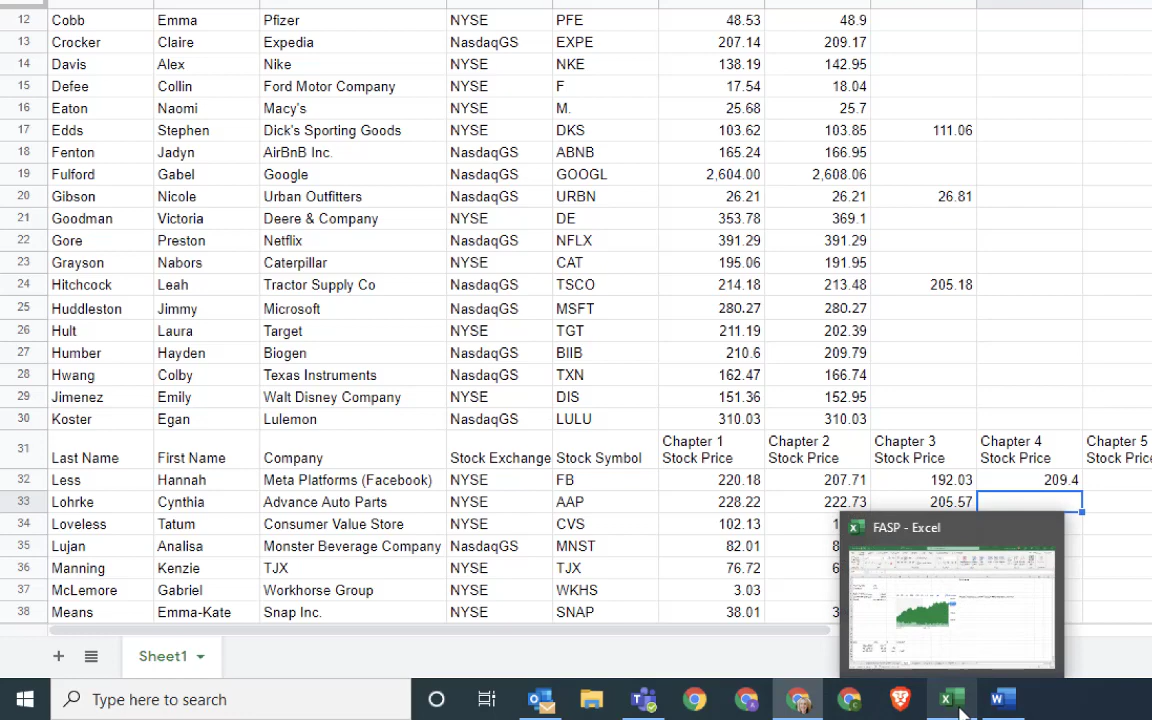 12 Cobb Emma Pfizer NYSE PFE 48.53 48.9
13 Crocker Claire Expedia NasdaqGS EXPE 207.14 209.17
14 Davis Alex Nike NYSE NKE 138.19 142.95
15 Defee Collin Ford Motor Company NYSE F 17.54 18.04
16 Eaton Naomi Macy's NYSE M. 25.68 25.7
17 Edds Stephen Dick's Sporting Goods NYSE DKS 103.62 103.85 111.06
18 Fenton Jadyn AirBnB Inc. NasdaqGS ABNB 165.24 166.95
19 Fulford Gabel Google NasdaqGS GOOGL 2,604.00 2,608.06
20 Gibson Nicole Urban Outfitters NasdaqGS URBN 26.21 26.21 26.81
21 Goodman Victoria Deere & Company NYSE DE 353.78 369.1
22 Gore Preston Netflix NasdaqGS NFLX 391.29 391.29
23 Grayson Nabors Caterpillar NYSE CAT 195.06 191.95
24 Hitchcock Leah Tractor Supply Co NasdaqGS TSCO 214.18 213.48 205.18
25 Huddleston Jimmy Microsoft NasdaqGS MSFT 280.27 280.27
26 Hult Laura Target NYSE TGT 211.19 202.39
27 Humber Hayden Biogen NasdaqGS BIIB 210.6 209.79
28 Hwang Colby Texas Instruments NasdaqGS TXN 162.47 166.74
29 Jimenez Emily Walt Disney Company NYSE DIS 151.36 152.95
30 Koster Egan Lululemon NasdaqGS LULU 310.03 310.03
Chapter 1 Chapter 2 Chapter 3 Chapter 4 Chapter 5
31 Last Name First Name Company Stock Exchange Stock Symbol Stock Price Stock Price Stock Price Stock Price Stock Pric
32 Less Hannah Meta Platforms (Facebook) NYSE FB 220.18 207.71 192.03 209.4
33 Lohrke Cynthia Advance Auto Parts NYSE AAP 228.22 222.73 205.57
34 Loveless Tatum Consumer Value Store NYSE CVS 102.13 1
35 Lujan Analisa Monster Beverage Company NasdaqGS MNST 82.01 8
36 Manning Kenzie TJX NYSE TJX 76.72 6
37 McLemore Gabriel Workhorse Group NYSE WKHS 3.03
38 Means Emma-Kate Snap Inc. NYSE SNAP 38.01 3
FASP - Excel
Sheet1
Type here to search